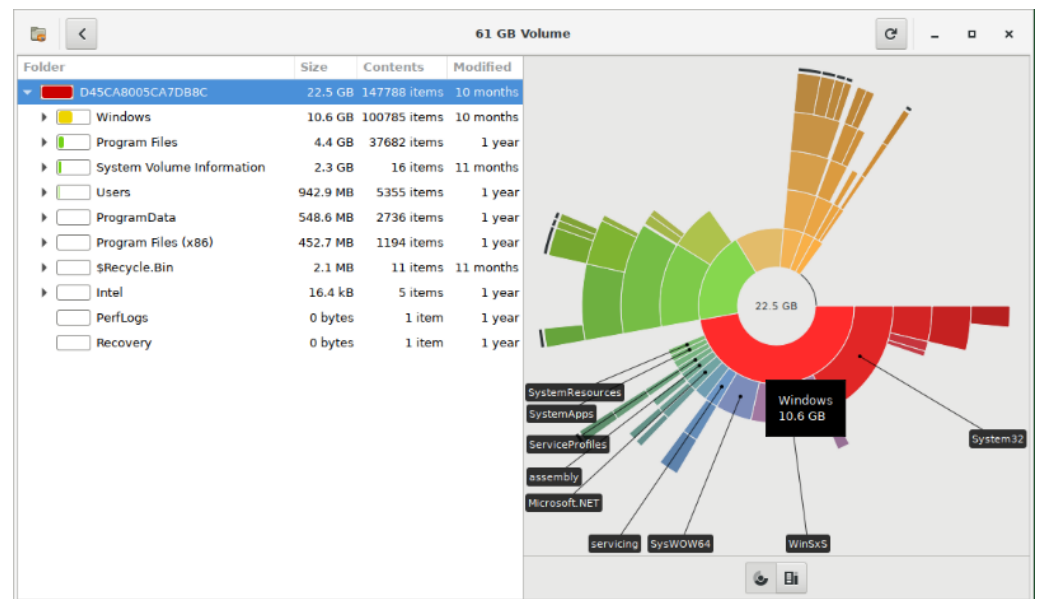 61 GB Volume
Folder Size Contents Modified
D45CA8005CA7DB8C 22.5 GB 147788 items 10 months
Windows 10.6 GB 100785 items 10 months
Program Files 4.4 GB 37682 items 1 year
System Volume Information 2.3 GB 16 items 11 months
Users 942.9 MB 5355 items 1 year
ProgramData 548.6 MB 2736 items 1 year
Program Files (x86) 452.7 MB 1194 items 1 year
$Recycle.Bin 2.1 MB 11 items 11 months
Intel 16.4 kB 5 items 1 year
PerfLogs 0 bytes 1 item 1 year
Recovery 0 bytes 1 item 1 year
22.5 GB
SystemResources
SystemApps
ServiceProfiles
assembly
Microsoft.NET
servicing
SysWOW64
WinSxS
System32
Windows
10.6 GB